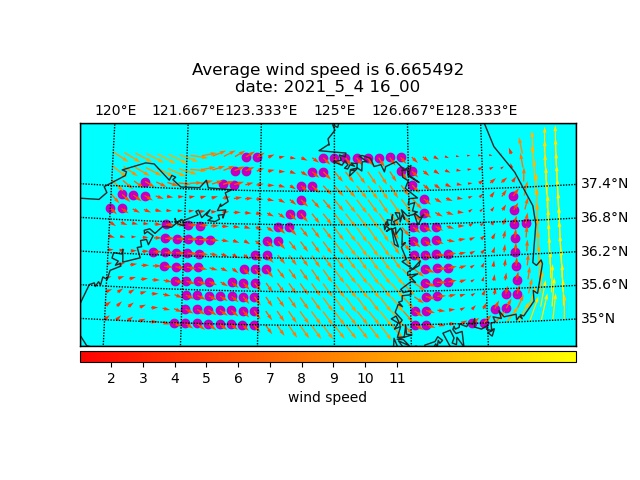 Average wind speed is 6.665492
date: 2021_5_4 16_00
120°E 121.667°E 123.333°E 125°E 126.667°E 128.333°E
37.4°N
36.8°N
36.2°N
35.6°N
35°N
2 3 4 5 6 7 8 9 10 11
wind speed